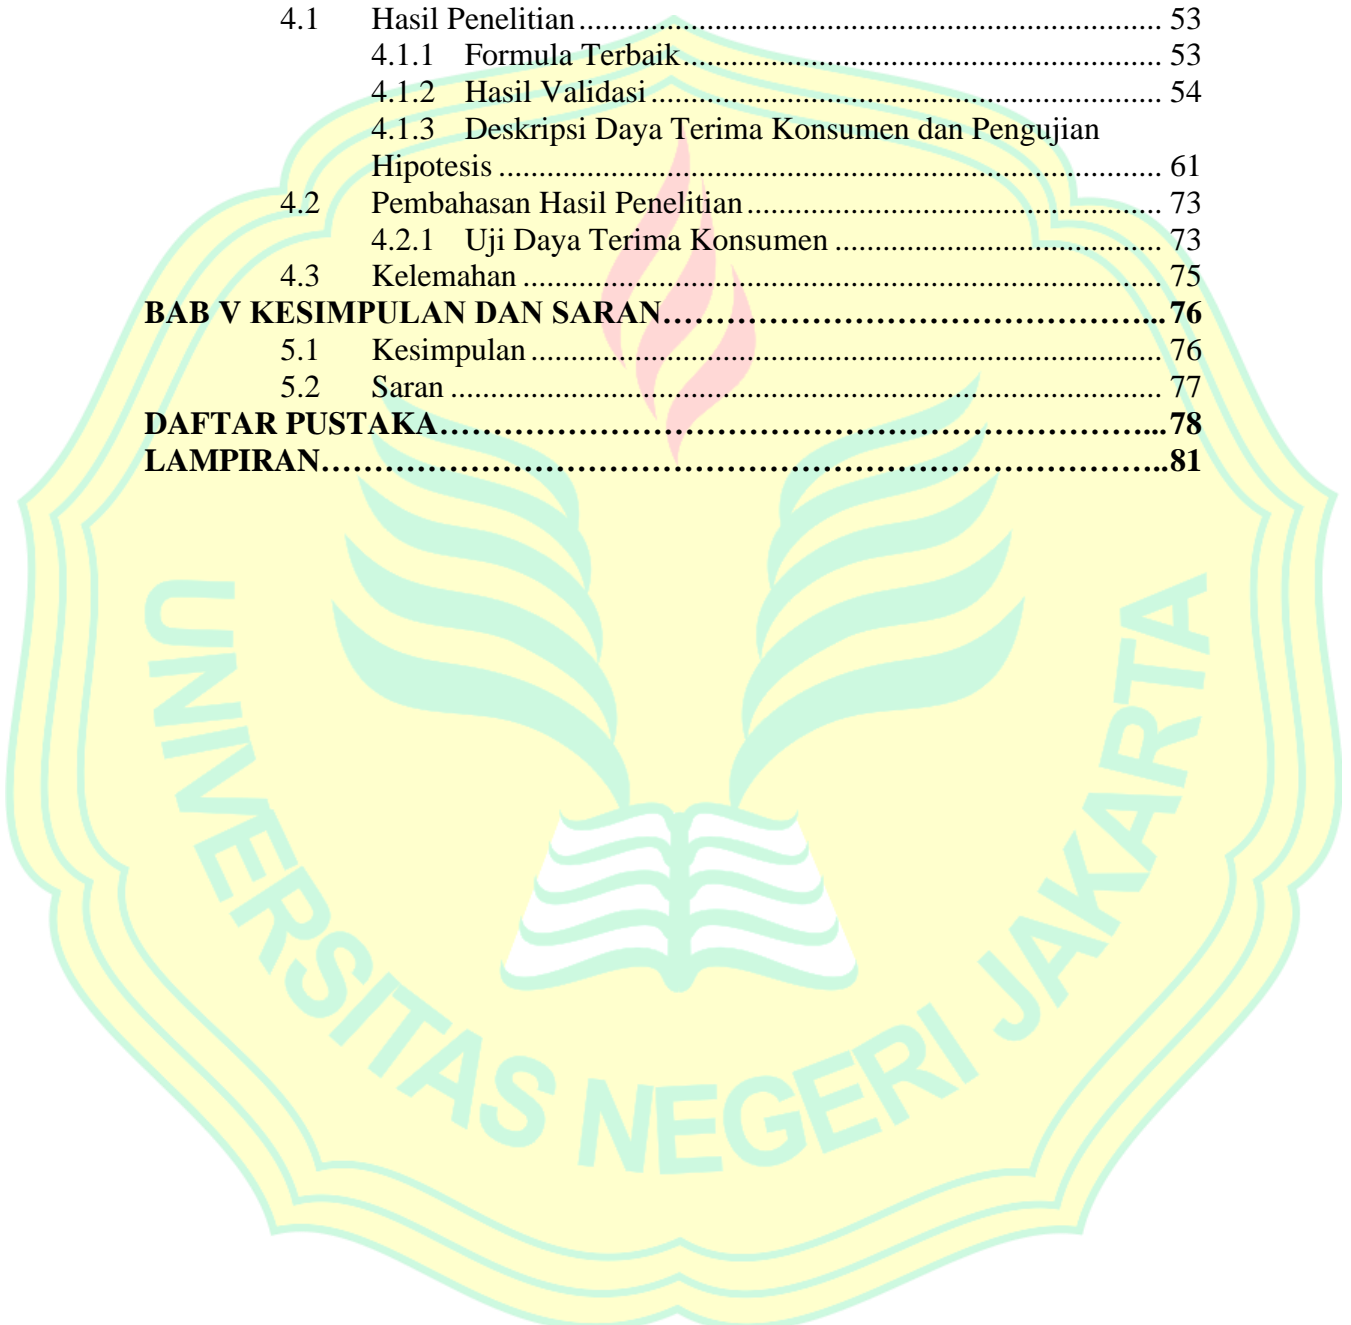 4.1 Hasil Penelitian ........................................................................ 53
4.1.1 Formula Terbaik ........................................................... 53
4.1.2 Hasil Validasi ............................................................... 54
4.1.3 Deskripsi Daya Terima Konsumen dan Pengujian
Hipotesis .................................................................................. 61
4.2 Pembahasan Hasil Penelitian ................................................... 73
4.2.1 Uji Daya Terima Konsumen ........................................ 73
4.3 Kelemahan ............................................................................... 75
BAB V KESIMPULAN DAN SARAN……………………………………….... 76
5.1 Kesimpulan .............................................................................. 76
5.2 Saran ........................................................................................ 77
DAFTAR PUSTAKA…………………………………………………………... 78
LAMPIRAN…………………………………………………………………….. 81
UNIVERSITAS NEGERI JAKARTA